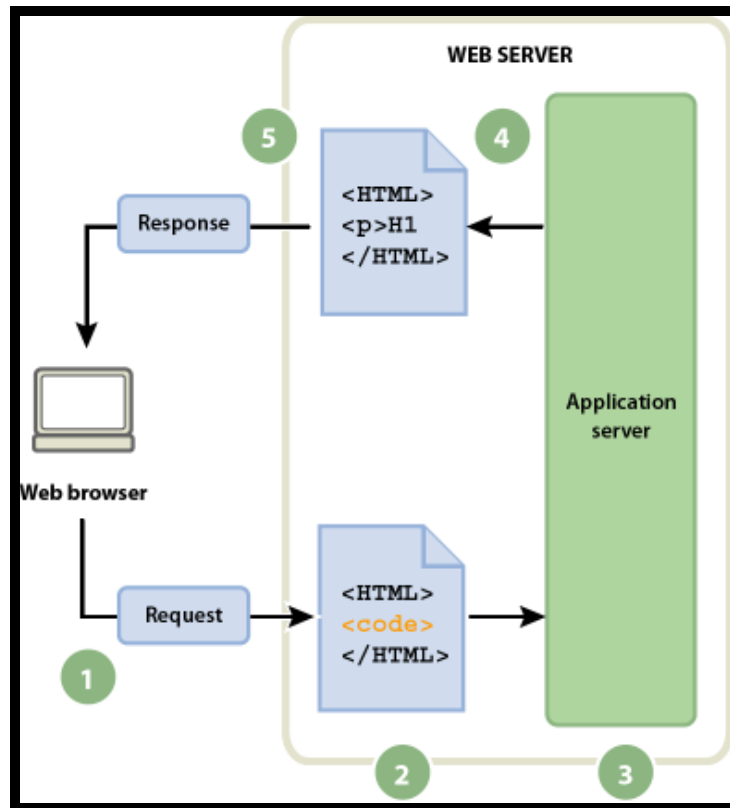 WEB SERVER
5
4
<HTML>
<p>H1
</HTML>
Response
Application
server
Web browser
<HTML>
<code>
</HTML>
Request
1
2
3